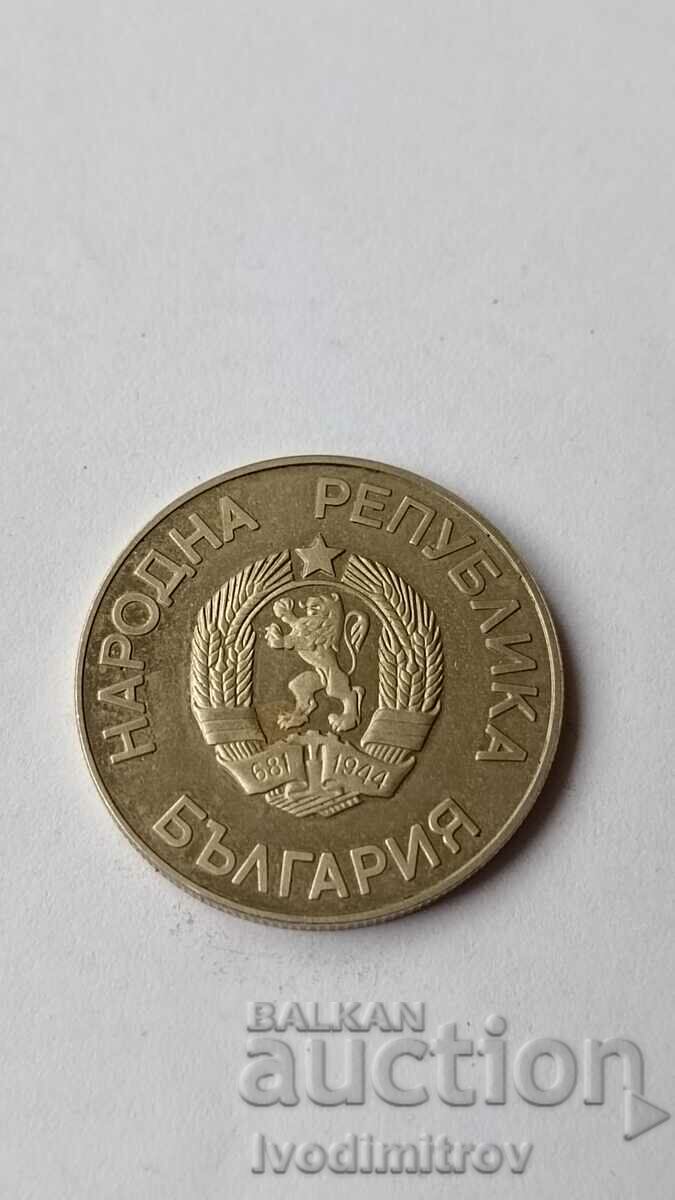 НАРОДНА РЕПУБЛИКА
681 1944
БЪЛГАРИЯ
BALKAN
auction
Ivodimitrov